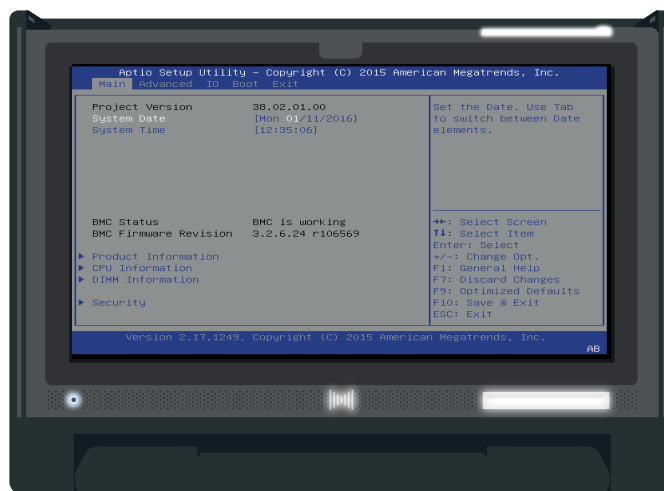 Aptio Setup Utility – Copyright (C) 2015 American Megatrends, Inc.
Main Advanced IO Boot Exit
Project Version 38.02.01.00
System Date [Mon 01/11/2016]
System Time [12:35:06]
Set the Date. Use Tab
to switch between Date
elements.
BMC Status BMC is working
BMC Firmware Revision 3.2.6.24 r106569
► Product Information
► CPU Information
► DIMM Information
► Security
→←: Select Screen
↑↓: Select Item
Enter: Select
+/-: Change Opt.
F1: General Help
F7: Discard Changes
F9: Optimized Defaults
F10: Save & Exit
ESC: Exit
Version 2.17.1249. Copyright (C) 2015 American Megatrends, Inc.
AB